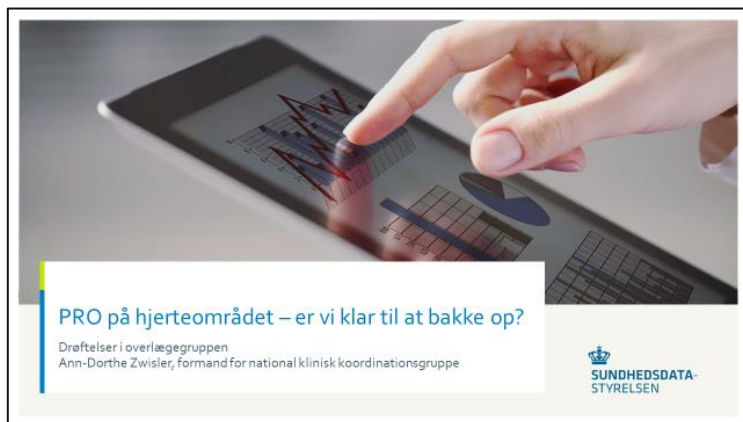 PRO på hjerteområdet – er vi klar til at bakke op?
Drøftelser i overlægegruppen
Ann-Dorthe Zwisler, formand for national klinisk koordinationsgruppe
SUNDHEDSDATA-
STYRELSEN